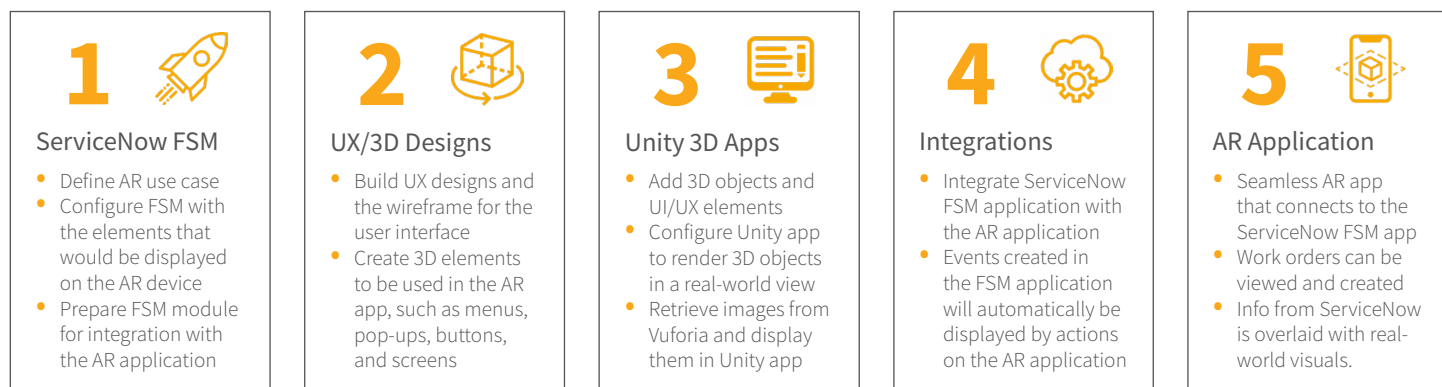 1
ServiceNow FSM
• Define AR use case
• Configure FSM with
the elements that
would be displayed
on the AR device
• Prepare FSM module
for integration with
the AR application
2
UX/3D Designs
• Build UX designs and
the wireframe for the
user interface
• Create 3D elements
to be used in the AR
app, such as menus,
pop-ups, buttons,
and screens
3
Unity 3D Apps
• Add 3D objects and
UI/UX elements
• Configure Unity app
to render 3D objects
in a real-world view
• Retrieve images from
Vuforia and display
them in Unity app
4
Integrations
• Integrate ServiceNow
FSM application with
the AR application
• Events created in
the FSM application
will automatically be
displayed by actions
on the AR application
5
AR Application
• Seamless AR app
that connects to the
ServiceNow FSM app
• Work orders can be
viewed and created
• Info from ServiceNow
is overlaid with real-
world visuals.